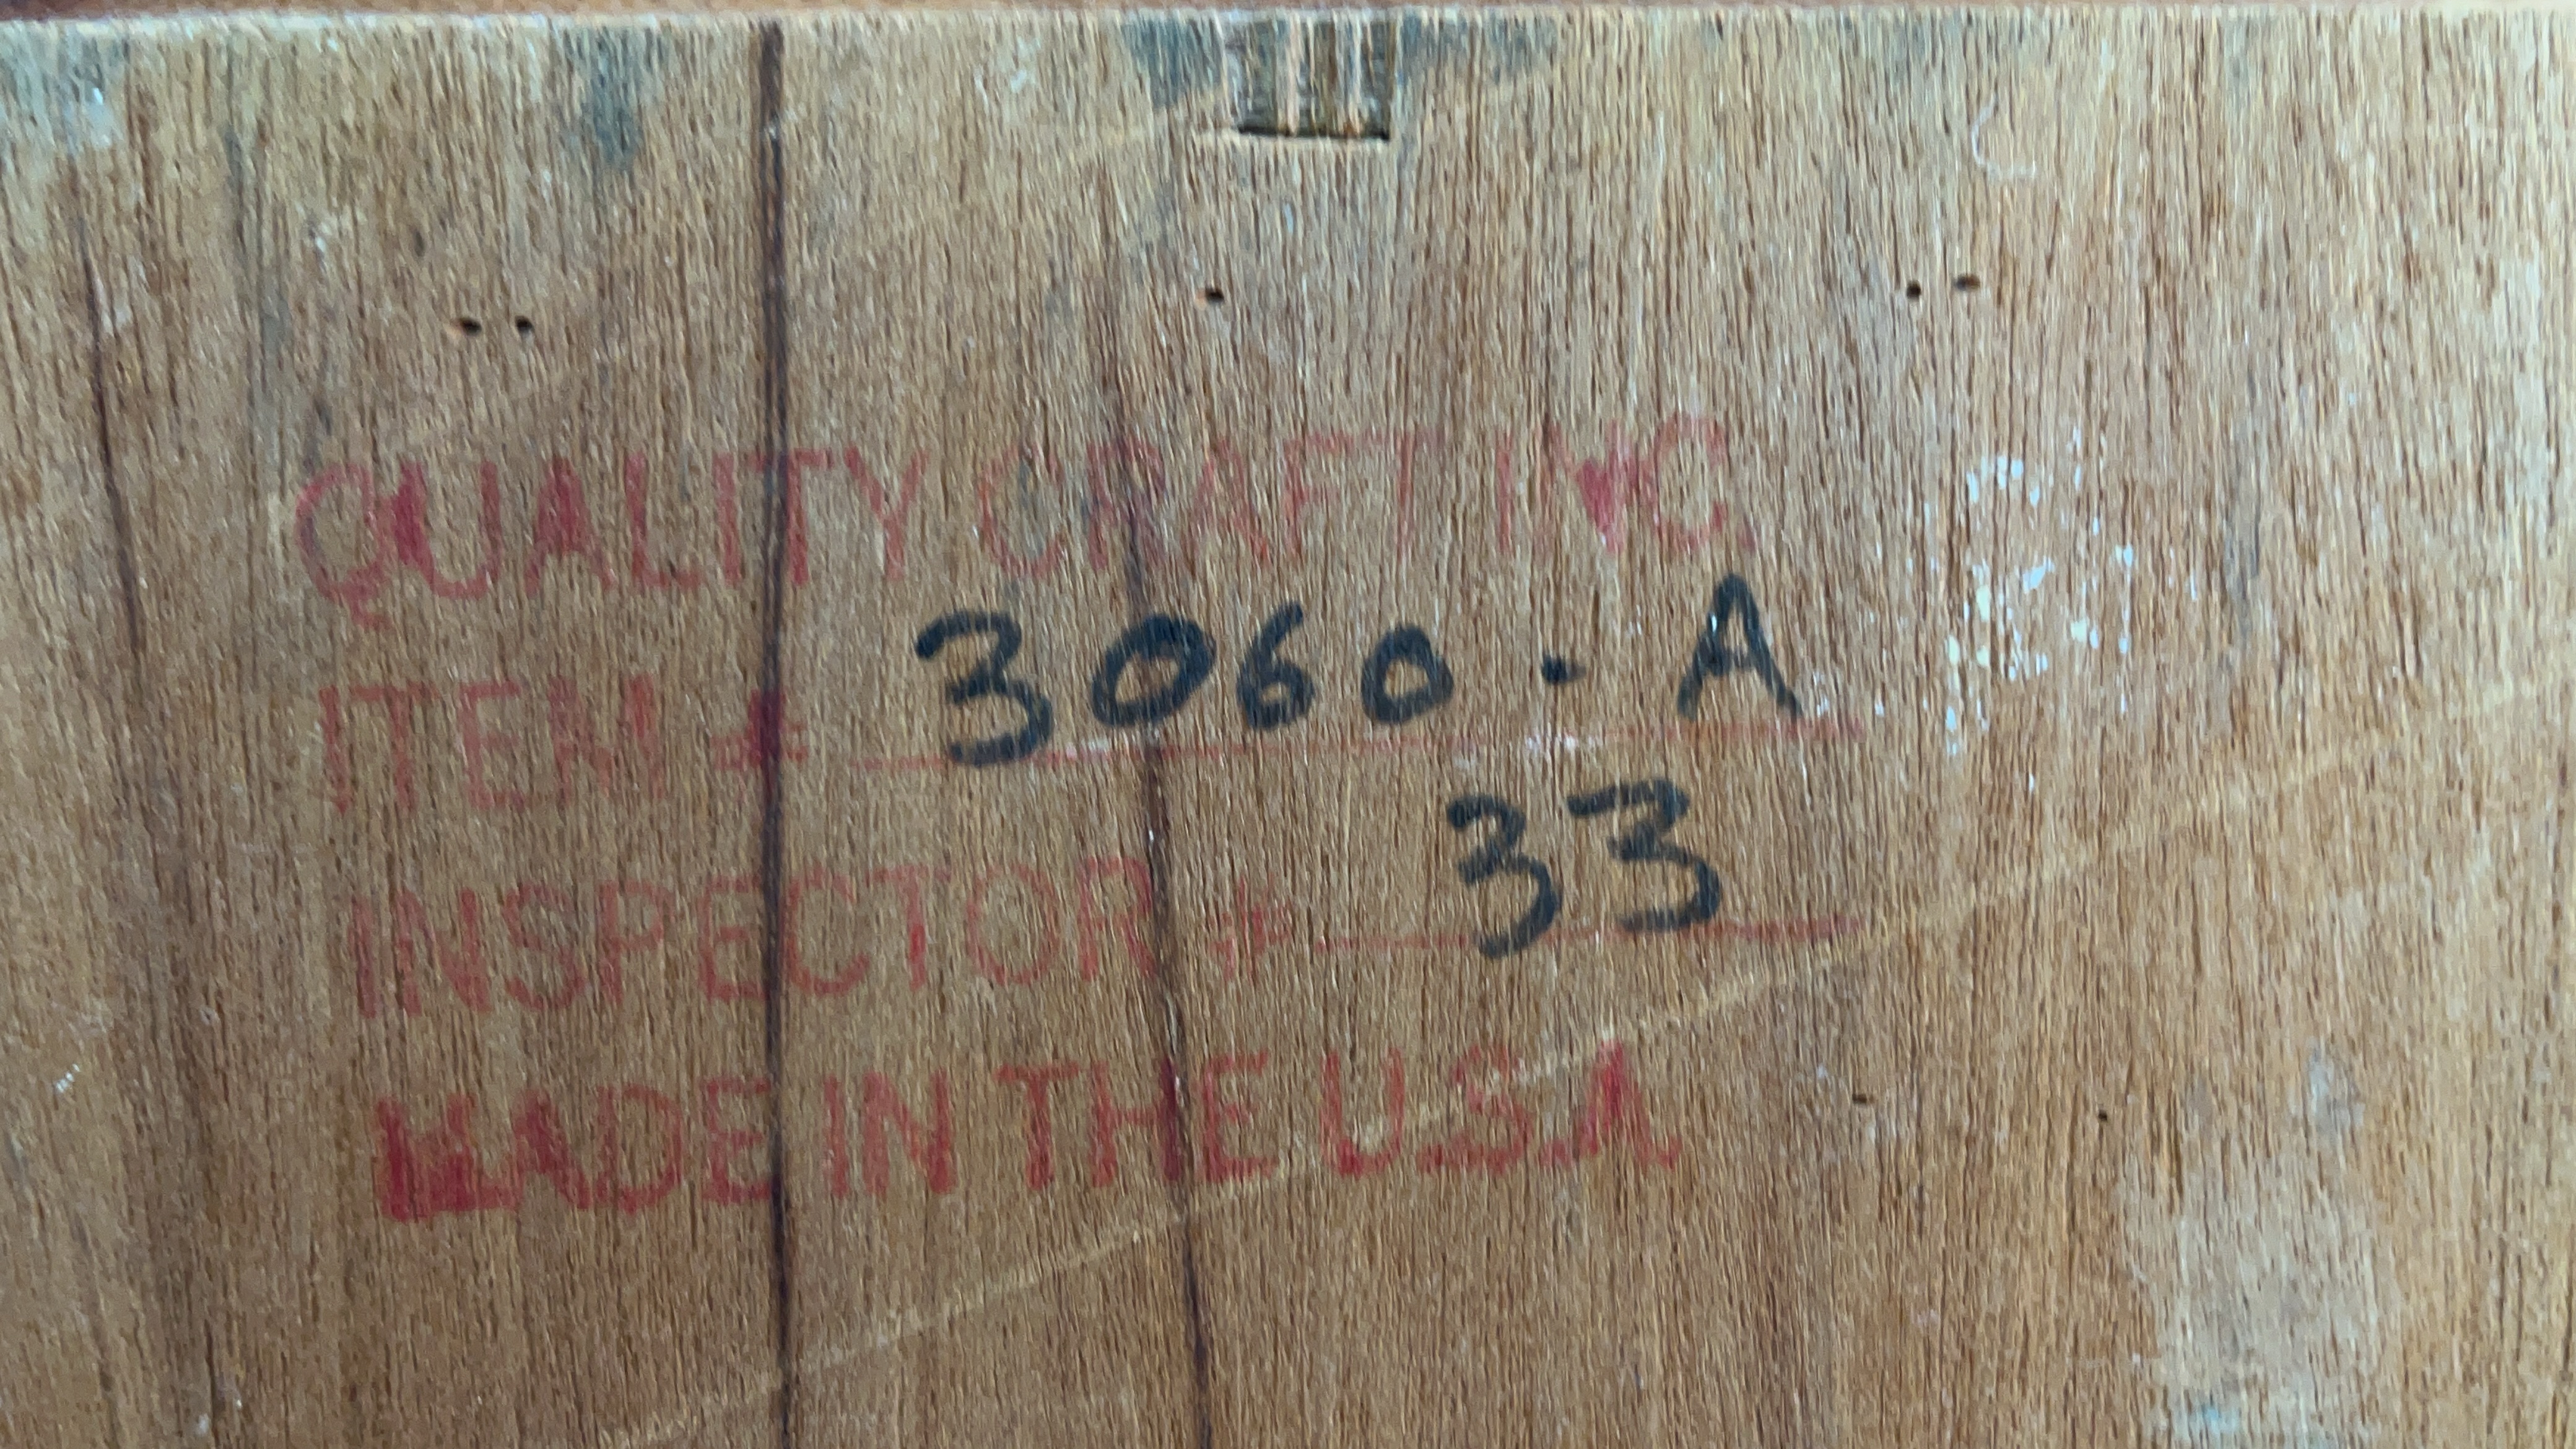 QUALITY CRAFT INC.
ITEM # 3060 - A
INSPECTOR # 33
MADE IN THE U.S.A.